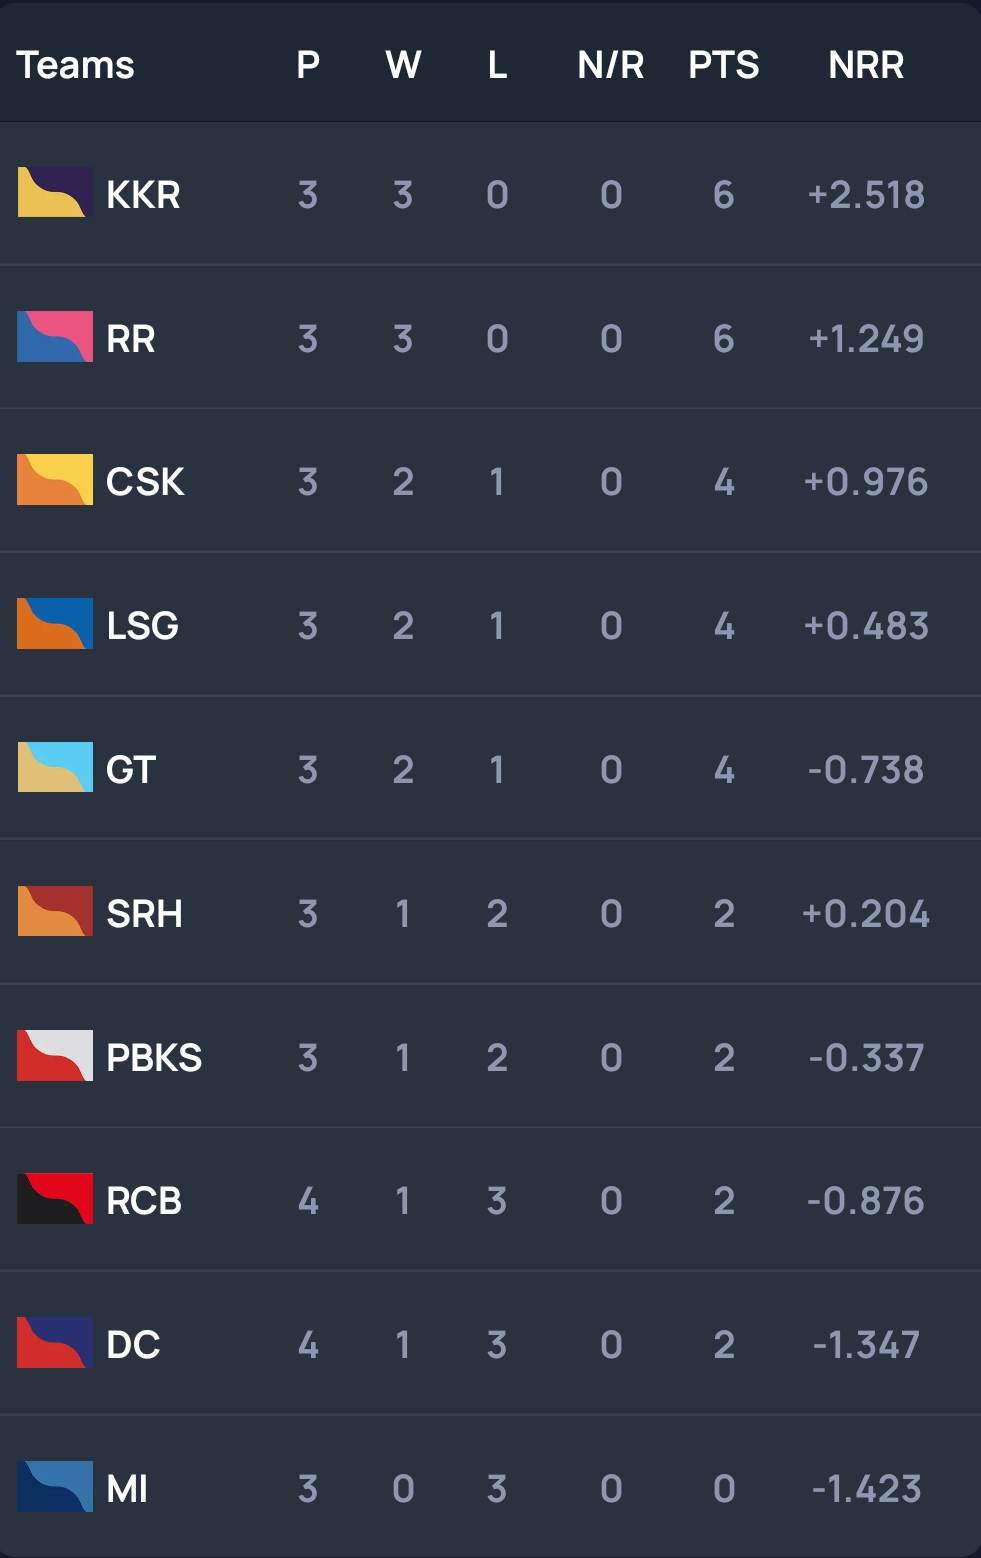 Teams P W L N/R PTS NRR
KKR 3 3 0 0 6 +2.518
RR 3 3 0 0 6 +1.249
CSK 3 2 1 0 4 +0.976
LSG 3 2 1 0 4 +0.483
GT 3 2 1 0 4 -0.738
SRH 3 1 2 0 2 +0.204
PBKS 3 1 2 0 2 -0.337
RCB 4 1 3 0 2 -0.876
DC 4 1 3 0 2 -1.347
MI 3 0 3 0 0 -1.423